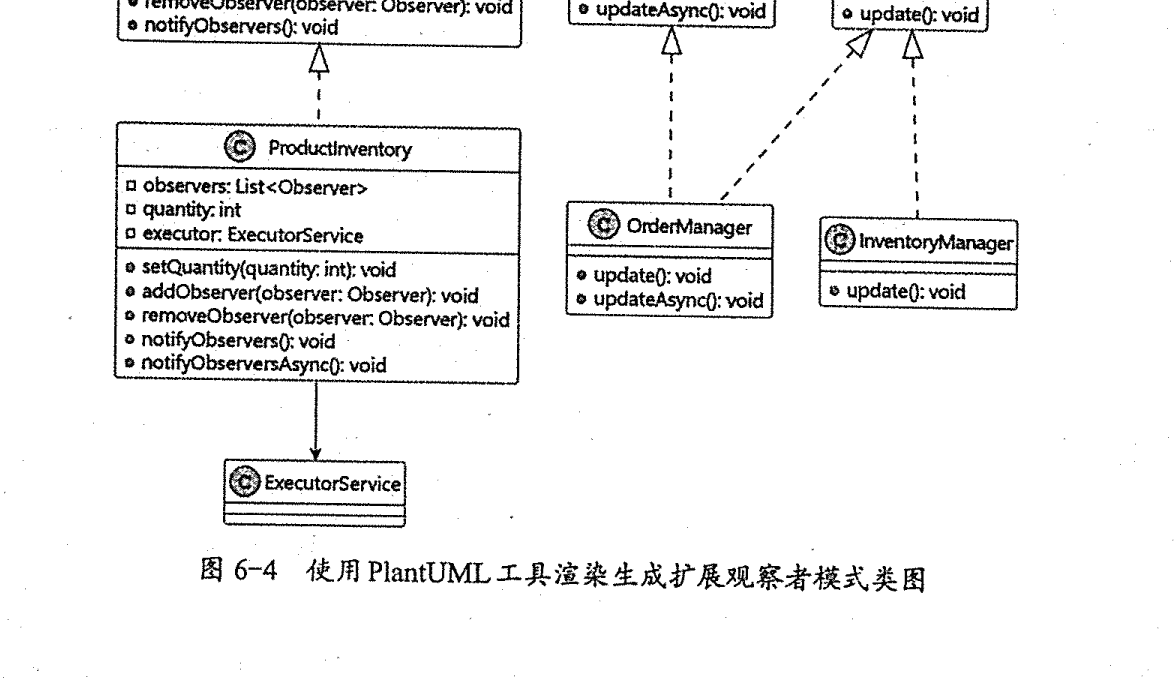 removeObserver(observer: Observer): void
notifyObservers(): void
updateAsync(): void
update(): void
C ProductInventory
observers: List<Observer>
quantity: int
executor: ExecutorService
setQuantity(quantity: int): void
addObserver(observer: Observer): void
removeObserver(observer: Observer): void
notifyObservers(): void
notifyObserversAsync(): void
C OrderManager
update(): void
updateAsync(): void
C InventoryManager
update(): void
C ExecutorService
图 6-4 使用 PlantUML 工具渲染生成扩展观察者模式类图